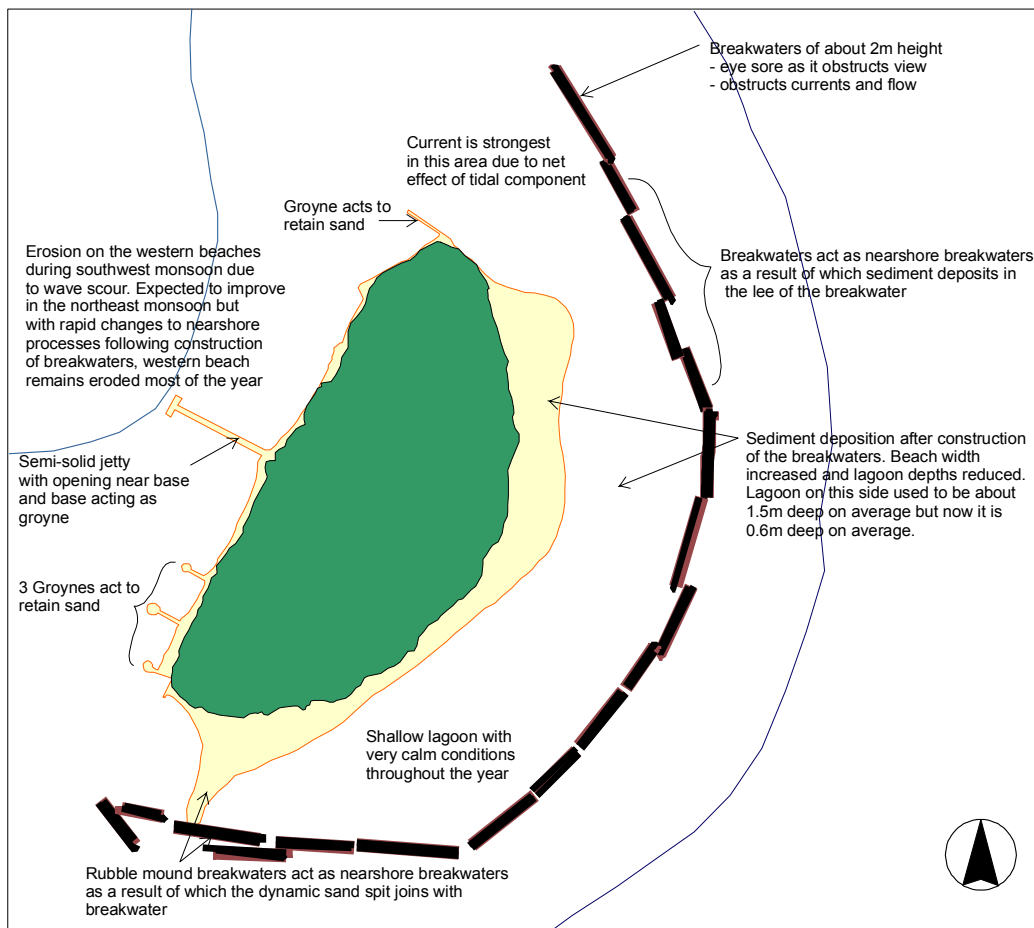 Breakwaters of about 2m height
- eye sore as it obstructs view
- obstructs currents and flow
Current is strongest
in this area due to net
effect of tidal component
Groyne acts to
retain sand
Erosion on the western beaches
during southwest monsoon due
to wave scour. Expected to improve
in the northeast monsoon but
with rapid changes to nearshore
processes following construction
of breakwaters, western beach
remains eroded most of the year
Breakwaters act as nearshore breakwaters
as a result of which sediment deposits in
the lee of the breakwater
Semi-solid jetty
with opening near base
and base acting as
groyne
Sediment deposition after construction
of the breakwaters. Beach width
increased and lagoon depths reduced.
Lagoon on this side used to be about
1.5m deep on average but now it is
0.6m deep on average.
3 Groynes act to
retain sand
Shallow lagoon with
very calm conditions
throughout the year
Rubble mound breakwaters act as nearshore breakwaters
as a result of which the dynamic sand spit joins with
breakwater